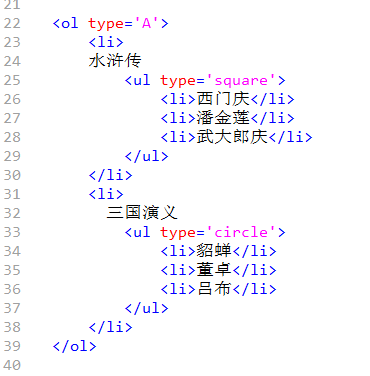 21
22 <ol type='A'>
23 <li>
24 水浒传
25 <ul type='square'>
26 <li>西门庆</li>
27 <li>潘金莲</li>
28 <li>武大郎庆</li>
29 </ul>
30 </li>
31 <li>
32 三国演义
33 <ul type='circle'>
34 <li>貂蝉</li>
35 <li>董卓</li>
36 <li>吕布</li>
37 </ul>
38 </li>
39 </ol>
40